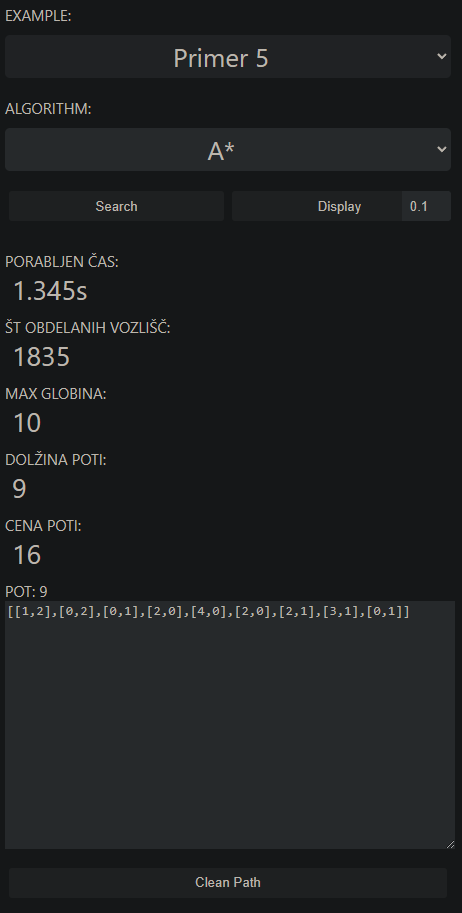 EXAMPLE:
Primer 5
ALGORITHM:
A*
Search
Display
0.1
PORABLJEN ČAS:
1.345s
ŠT OBDELANIH VOZLIŠČ:
1835
MAX GLOBINA:
10
DOLŽINA POTI:
9
CENA POTI:
16
POT: 9
[[1,2],[0,2],[0,1],[2,0],[4,0],[2,0],[2,1],[3,1],[0,1]]
Clean Path